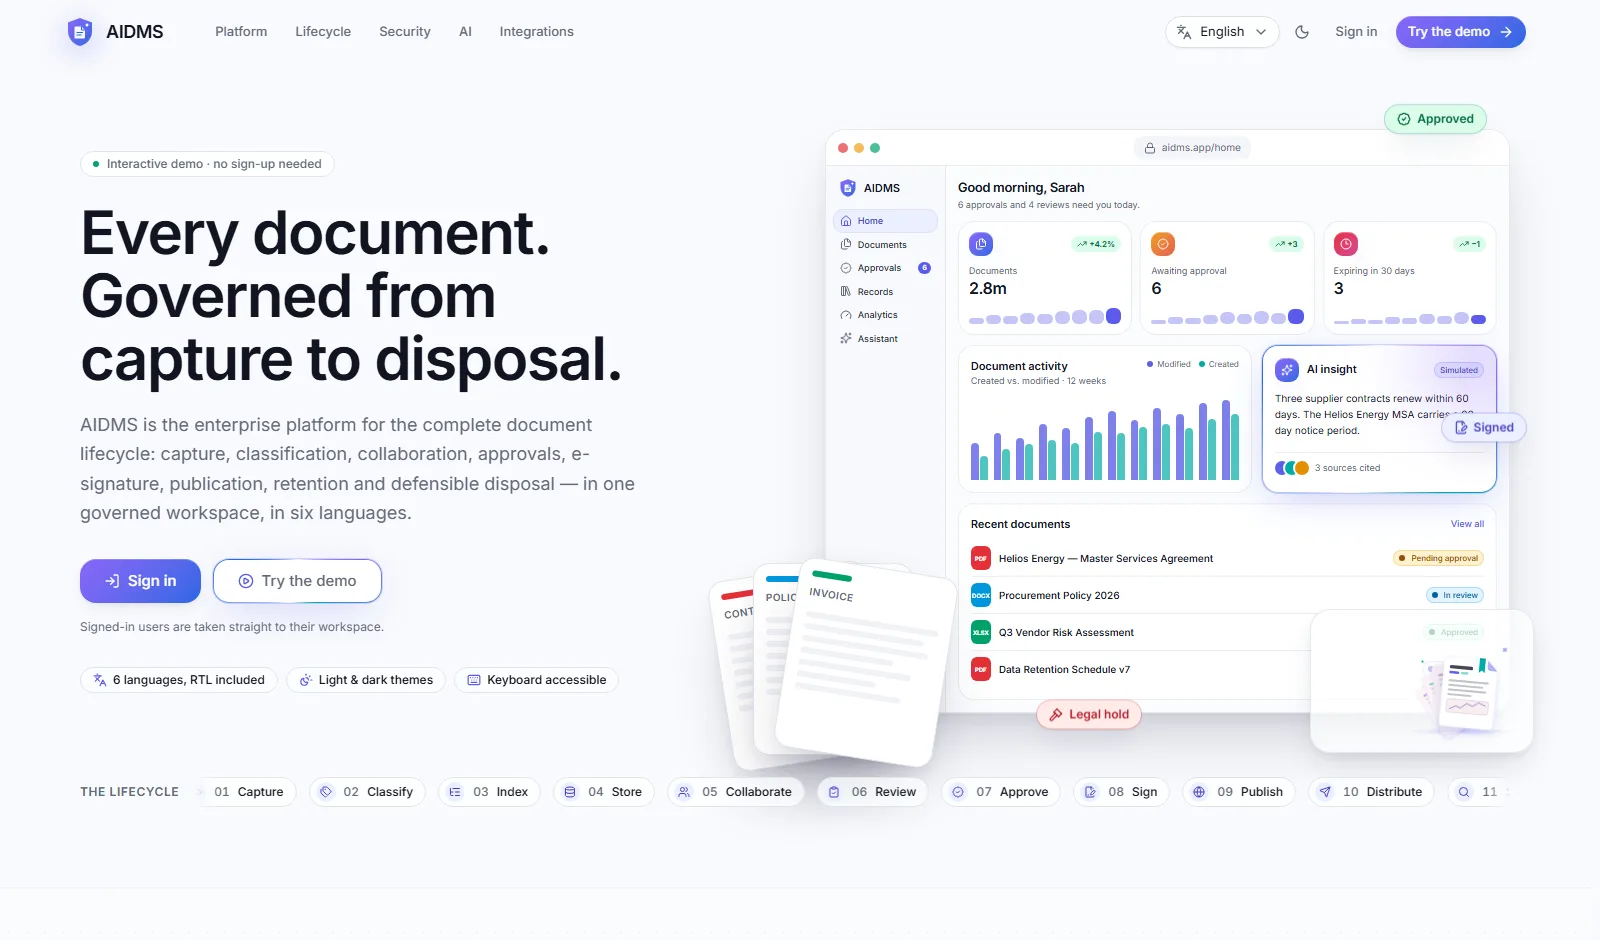 AIDMS
Platform
Lifecycle
Security
AI
Integrations
English
Sign in
Try the demo
Interactive demo · no sign-up needed
Every document.
Governed from
capture to disposal.
AIDMS is the enterprise platform for the complete document
lifecycle: capture, classification, collaboration, approvals, e-
signature, publication, retention and defensible disposal — in one
governed workspace, in six languages.
Sign in
Try the demo
Signed-in users are taken straight to their workspace.
6 languages, RTL included
Light & dark themes
Keyboard accessible
Approved
aidms.app/home
AIDMS
Home
Documents
Approvals
6
Records
Analytics
Assistant
Good morning, Sarah
6 approvals and 4 reviews need you today.
+4.2%
Documents
2.8m
+3
Awaiting approval
6
−1
Expiring in 30 days
3
Document activity
Created vs. modified · 12 weeks
Modified
Created
AI insight
Simulated
Three supplier contracts renew within 60
days. The Helios Energy MSA carries
day notice period.
3 sources cited
Signed
Recent documents
View all
PDF
Helios Energy — Master Services Agreement
Pending approval
DOCX
Procurement Policy 2026
In review
XLSX
Q3 Vendor Risk Assessment
Approved
PDF
Data Retention Schedule v7
Legal hold
CONT
POLIC
INVOICE
THE LIFECYCLE
01 Capture
02 Classify
03 Index
04 Store
05 Collaborate
06 Review
07 Approve
08 Sign
09 Publish
10 Distribute
11